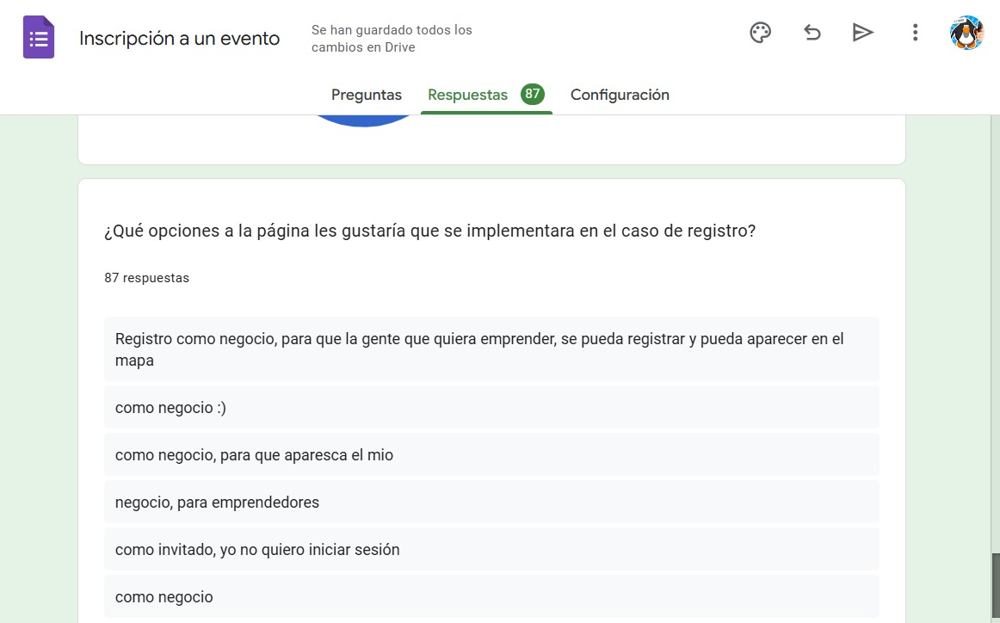 Inscripción a un evento
Se han guardado todos los
cambios en Drive
Preguntas
Respuestas 87
Configuración
¿Qué opciones a la página les gustaría que se implementara en el caso de registro?
87 respuestas
Registro como negocio, para que la gente que quiera emprender, se pueda registrar y pueda aparecer en el
mapa
como negocio :)
como negocio, para que aparesca el mio
negocio, para emprendedores
como invitado, yo no quiero iniciar sesión
como negocio